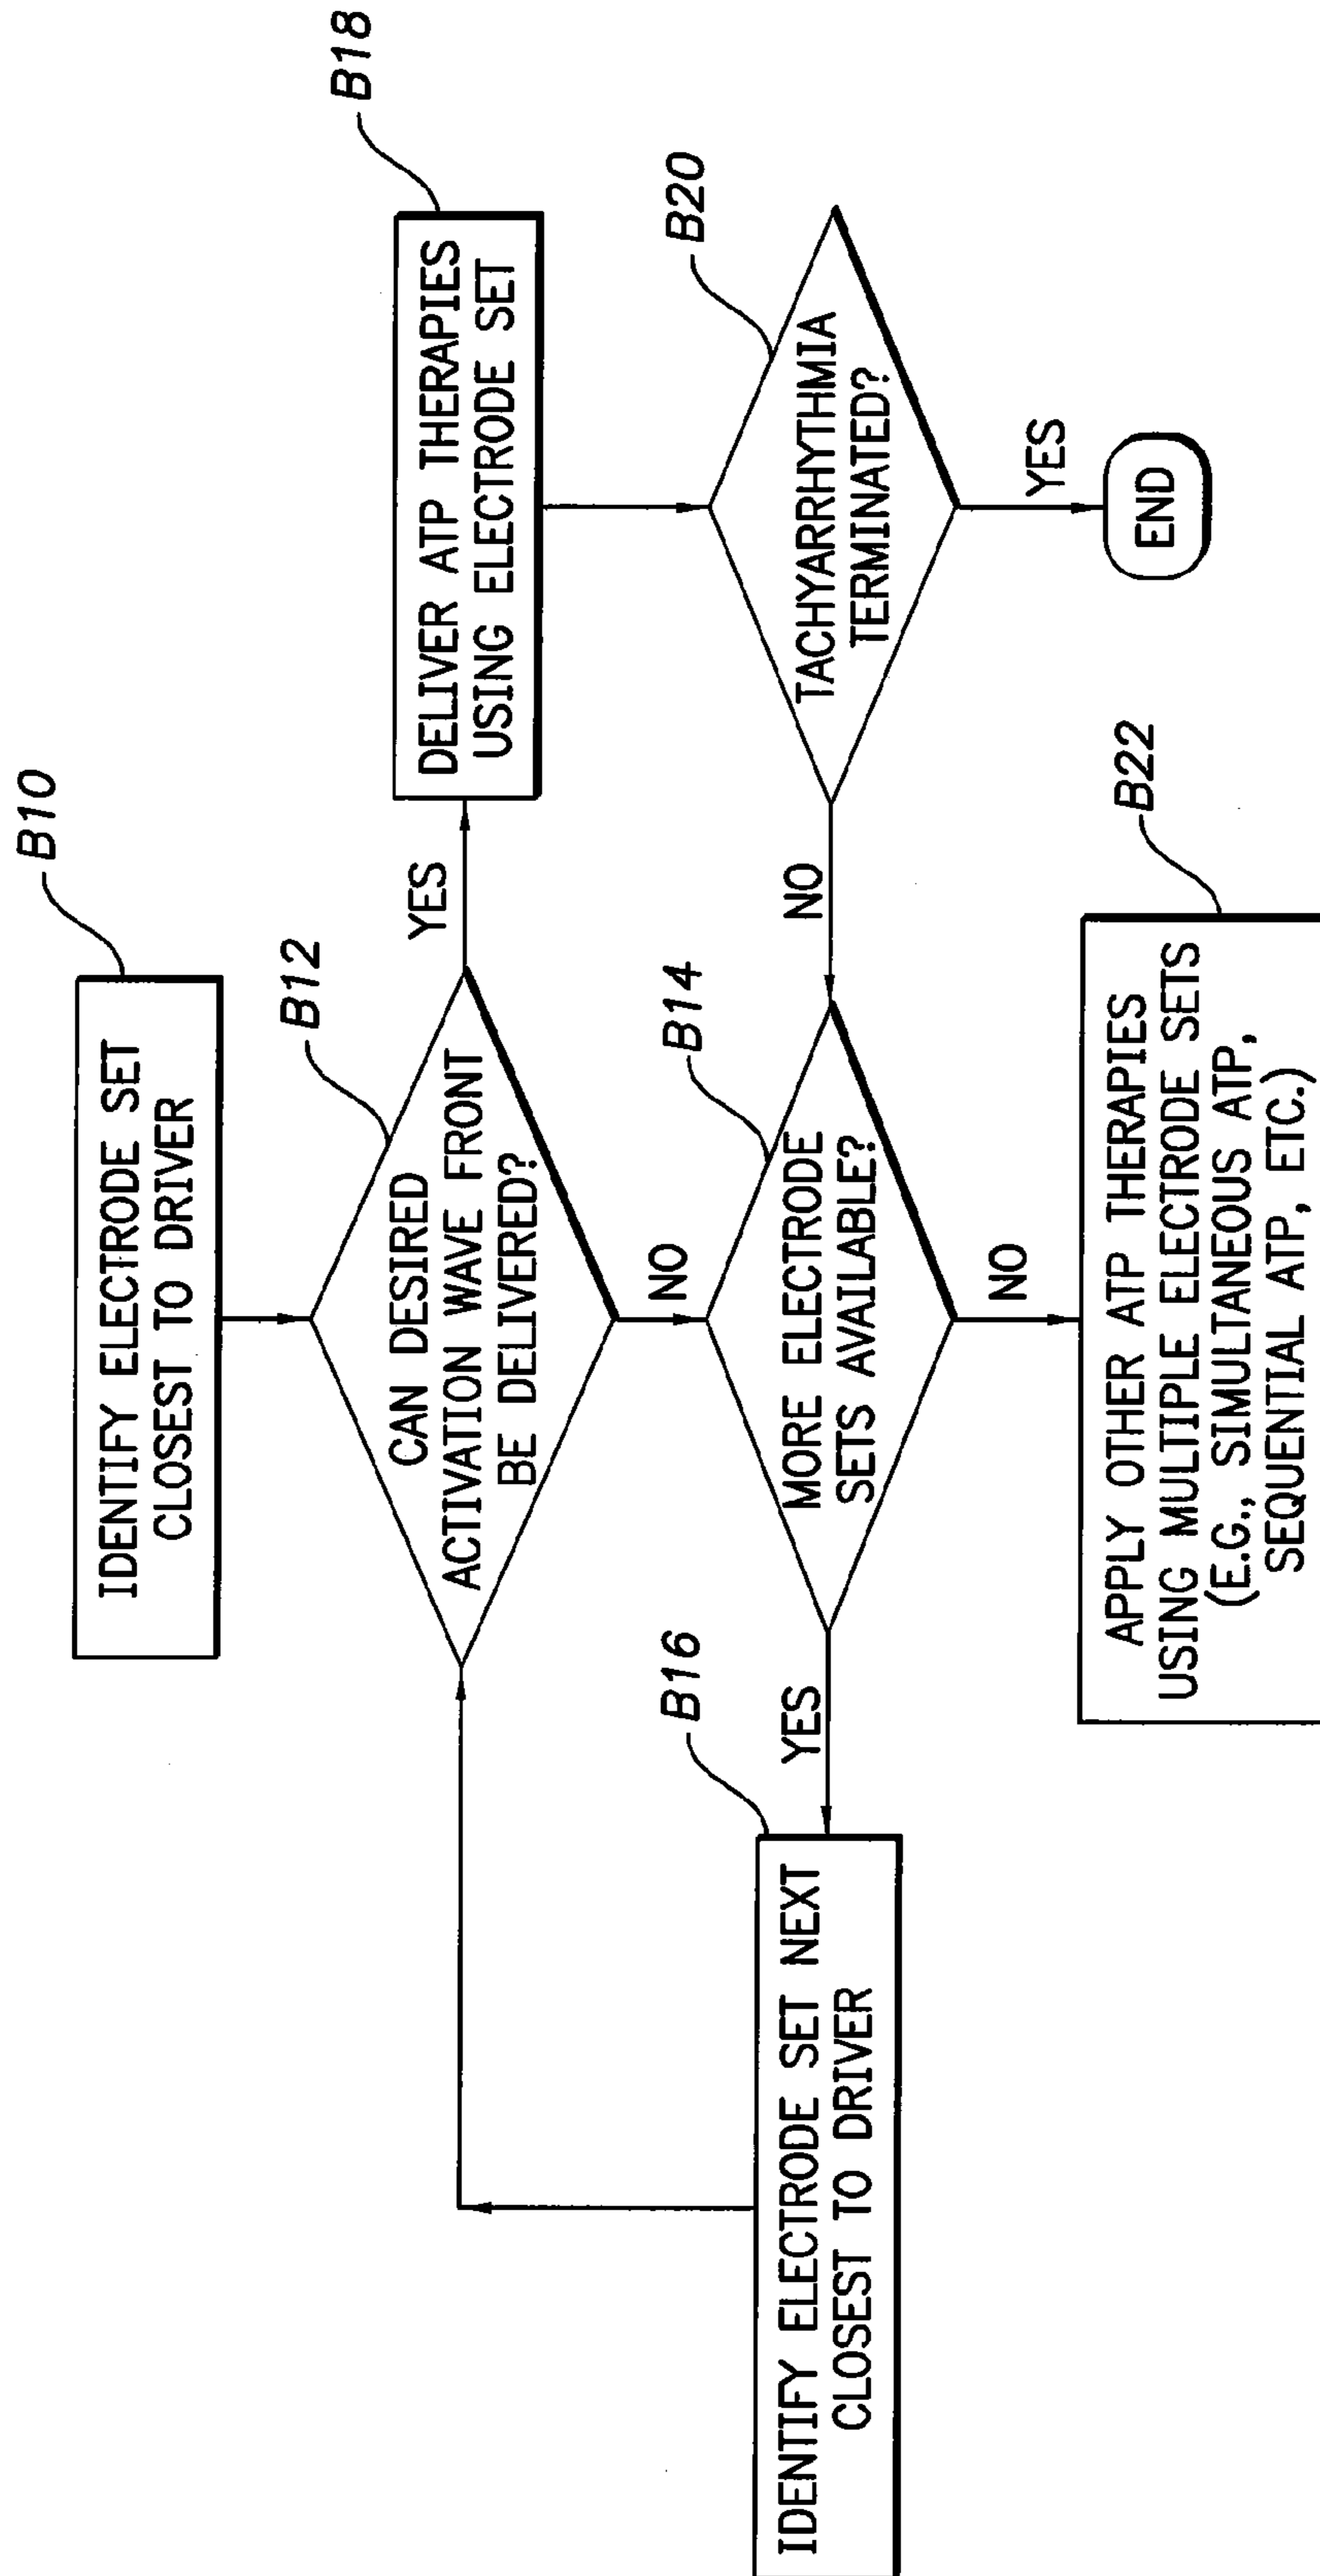 B10
IDENTIFY ELECTRODE SET
CLOSEST TO DRIVER
B12
CAN DESIRED
ACTIVATION WAVE FRONT
BE DELIVERED?
YES
B18
DELIVER ATP THERAPIES
USING ELECTRODE SET
NO
B14
MORE ELECTRODE
SETS AVAILABLE?
YES
B16
IDENTIFY ELECTRODE SET NEXT
CLOSEST TO DRIVER
NO
B20
TACHYARRHYTHMIA
TERMINATED?
YES
END
NO
B22
APPLY OTHER ATP THERAPIES
USING MULTIPLE ELECTRODE SETS
(E.G., SIMULTANEOUS ATP,
SEQUENTIAL ATP, ETC.)